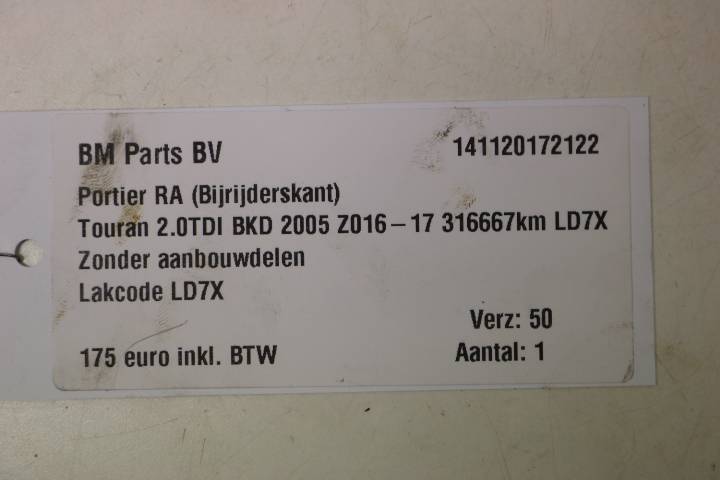 BM Parts BV 141120172122
Portier RA (Bijrijderskant)
Touran 2.0TDI BKD 2005 Z016-17 316667km LD7X
Zonder aanbouwdelen
Lakcode LD7X
Verz: 50
175 euro inkl. BTW Aantal: 1